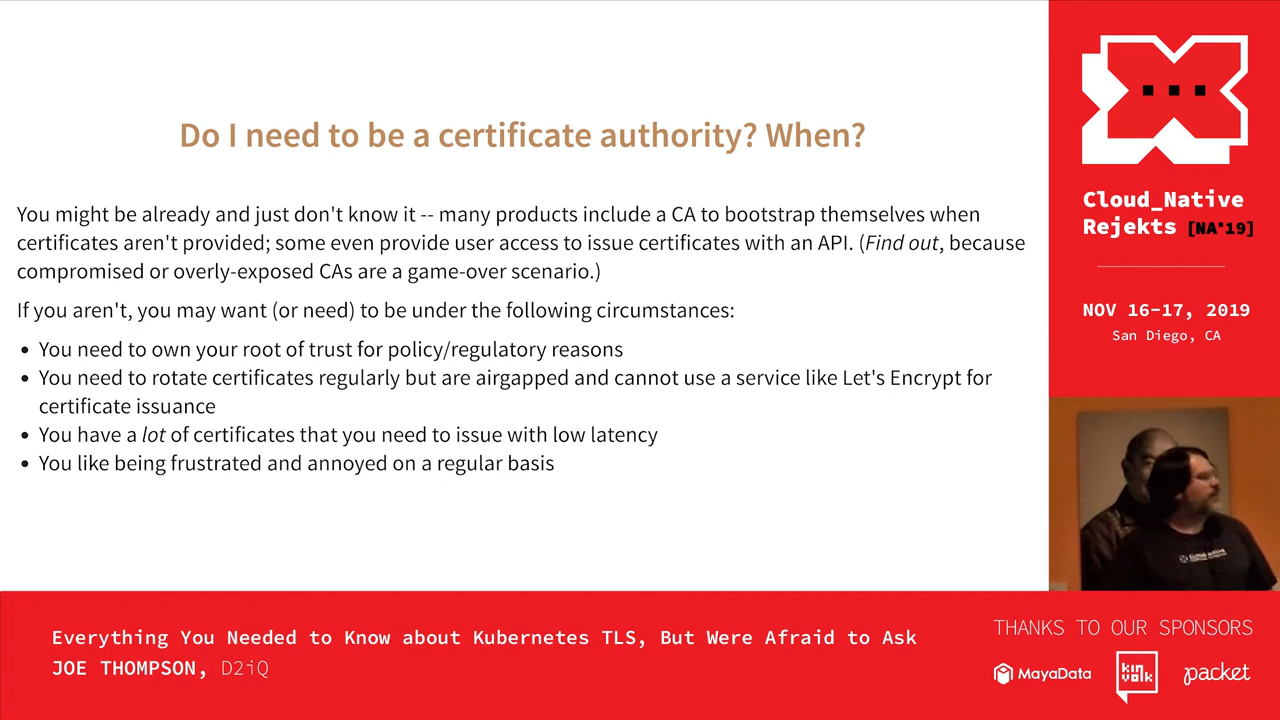 Do I need to be a certificate authority? When?
You might be already and just don't know it -- many products include a CA to bootstrap themselves when
certificates aren't provided; some even provide user access to issue certificates with an API. (Find out, because
compromised or overly-exposed CAs are a game-over scenario.)
If you aren't, you may want (or need) to be under the following circumstances:
• You need to own your root of trust for policy/regulatory reasons
• You need to rotate certificates regularly but are airgapped and cannot use a service like Let's Encrypt for
certificate issuance
• You have a lot of certificates that you need to issue with low latency
• You like being frustrated and annoyed on a regular basis
Cloud_Native
Rejekts [NA'19]
NOV 16-17, 2019
San Diego, CA
Everything You Needed to Know about Kubernetes TLS, But Were Afraid to Ask
JOE THOMPSON, D2iQ
THANKS TO OUR SPONSORS
MayaData
kin
volk
packet